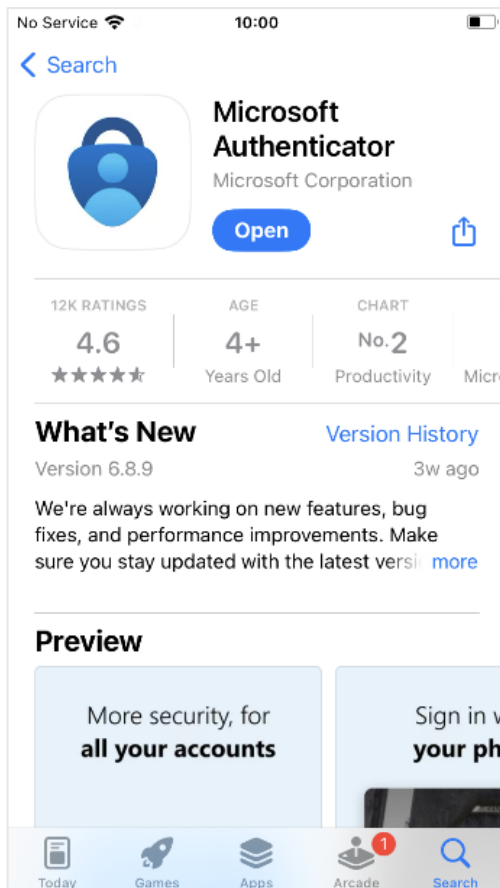 No Service 10:00
Search
Microsoft
Authenticator
Microsoft Corporation
Open
12K RATINGS AGE CHART
4.6 4+ No.2
Years Old Productivity
What's New Version History
Version 6.8.9 3w ago
We're always working on new features, bug
fixes, and performance improvements. Make
sure you stay updated with the latest more
Preview
More security, for Sign in
all your accounts your
1
Today Games Apps Arcade Search